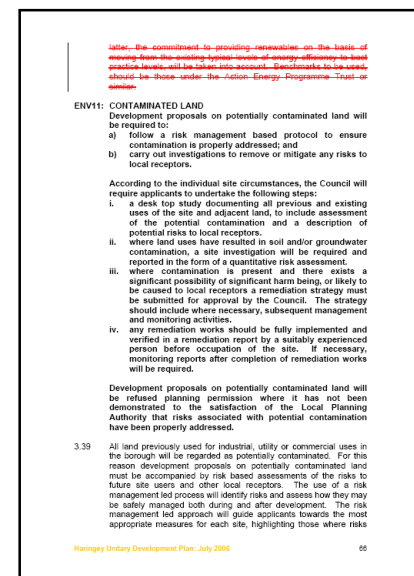 latter, the commitment to providing renewables on the basis of
moving from the existing typical levels of energy efficiency to best
practice levels, will be taken into account. Benchmarks to be used,
should be those under the Action Energy Programme Trust or
similar.
ENV11: CONTAMINATED LAND
Development proposals on potentially contaminated land will
be required to:
a) follow a risk management based protocol to ensure
contamination is properly addressed; and
b) carry out investigations to remove or mitigate any risks to
local receptors.
According to the individual site circumstances, the Council will
require applicants to undertake the following steps:
i. a desk top study documenting all previous and existing
uses of the site and adjacent land, to include assessment
of the potential contamination and a description of
potential risks to local receptors.
ii. where land uses have resulted in soil and/or groundwater
contamination, a site investigation will be required and
reported in the form of a quantitative risk assessment.
iii. where contamination is present and there exists a
significant possibility of significant harm being, or likely to
be caused to local receptors a remediation strategy must
be submitted for approval by the Council. The strategy
should include where necessary, subsequent management
and monitoring activities.
iv. any remediation works should be fully implemented and
verified in a remediation report by a suitably experienced
person before occupation of the site. If necessary,
monitoring reports after completion of remediation works
will be required.
Development proposals on potentially contaminated land will
be refused planning permission where it has not been
demonstrated to the satisfaction of the Local Planning
Authority that risks associated with potential contamination
have been properly addressed.
3.39 All land previously used for industrial, utility or commercial uses in
the borough will be regarded as potentially contaminated. For this
reason development proposals on potentially contaminated land
must be accompanied by risk based assessments of the risks to
future site users and other local receptors. The use of a risk
management led process will identify risks and assess how they may
be safely managed both during and after development. The risk
management led approach will guide applicants towards the most
appropriate measures for each site, highlighting those where risks
Haringey Unitary Development Plan: July 2006 66